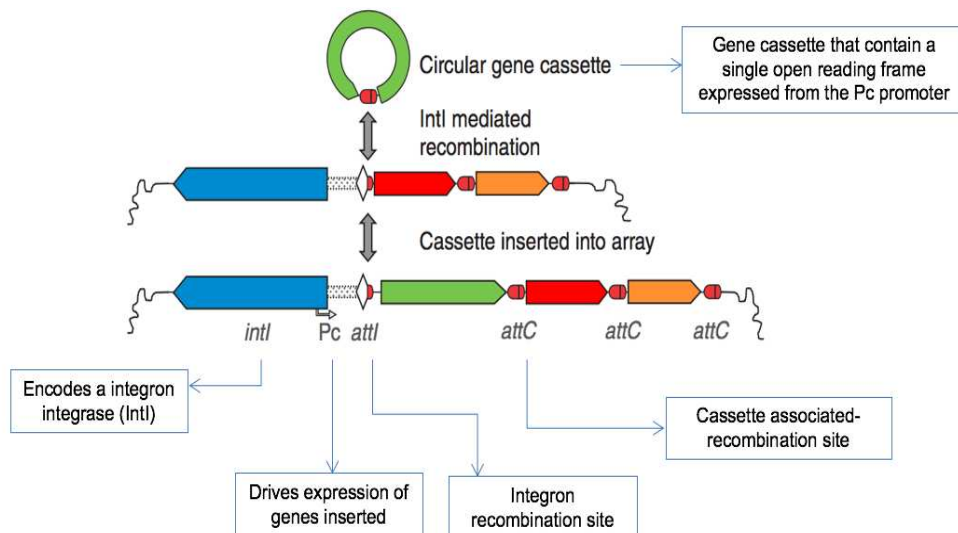 Circular gene cassette
Gene cassette that contain a
single open reading frame
expressed from the Pc promoter
IntI mediated
recombination
Cassette inserted into array
intI
Pc
attI
attC
attC
attC
Encodes a integron
integrase (IntI)
Cassette associated-
recombination site
Drives expression of
genes inserted
Integron
recombination site